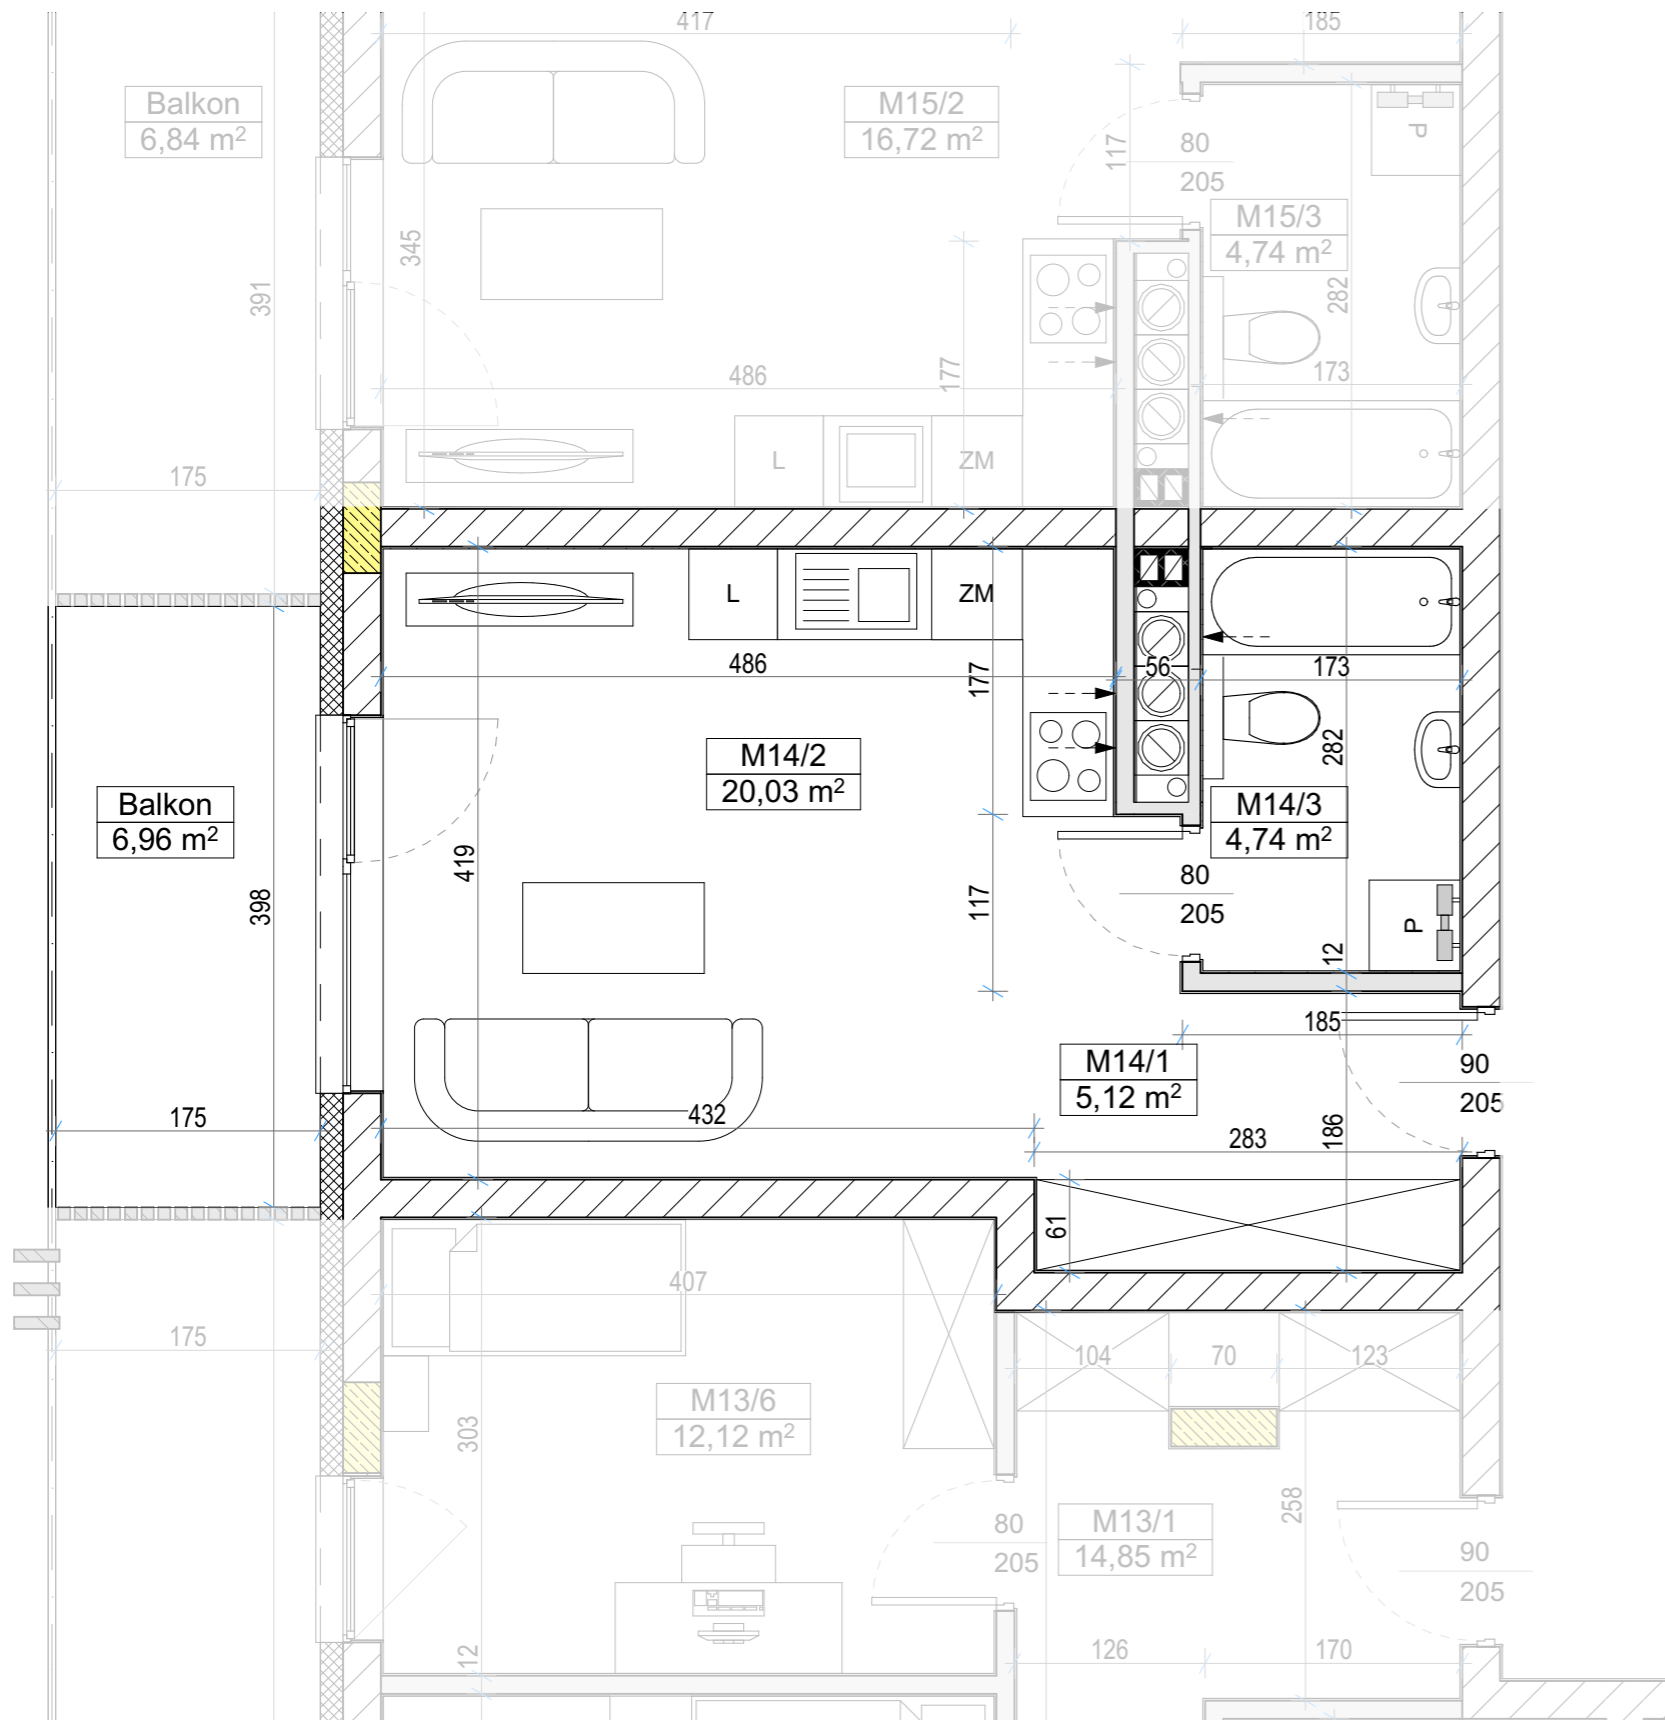 417
185
Balkon
6,84 m²
M15/2
16,72 m²
P
117
80
205
M15/3
4,74 m²
345
391
282
486
177
173
175
L
ZM
L
ZM
486
177
56
173
M14/2
20,03 m²
282
Balkon
6,96 m²
M14/3
4,74 m²
419
398
80
205
117
P
12
185
M14/1
5,12 m²
90
205
175
432
283
186
61
407
175
104
70
123
M13/6
12,12 m²
303
258
80
205
M13/1
14,85 m²
90
205
12
126
170